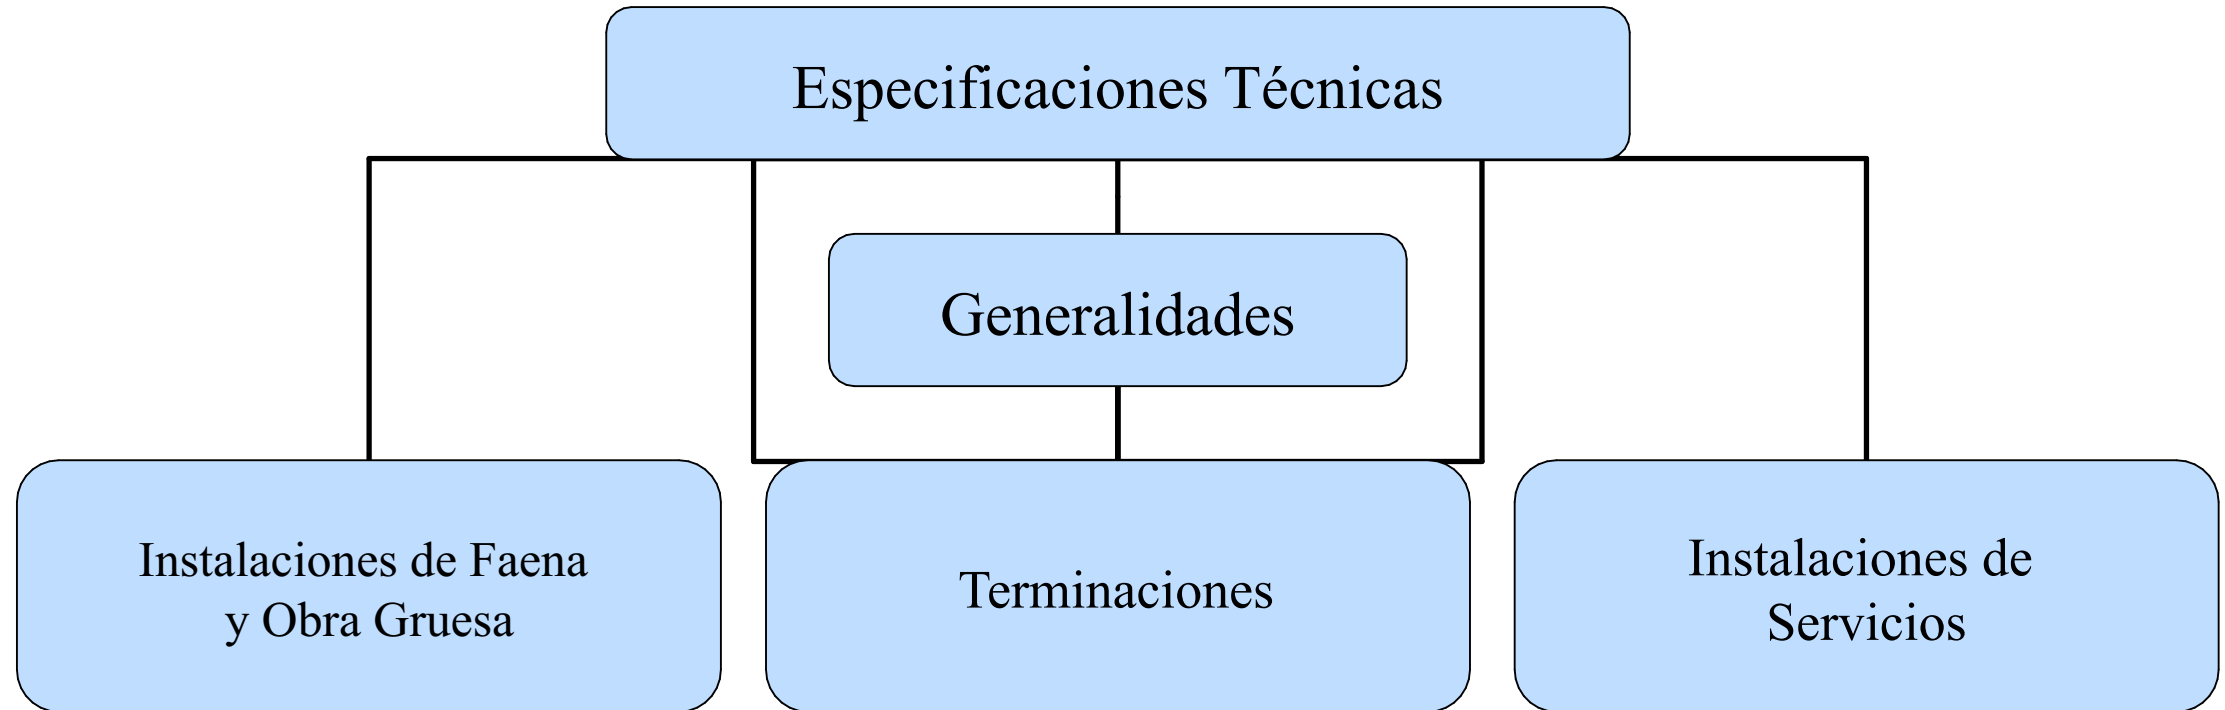 Especificaciones Técnicas
Generalidades
Instalaciones de Faena
y Obra Gruesa
Terminaciones
Instalaciones de
Servicios